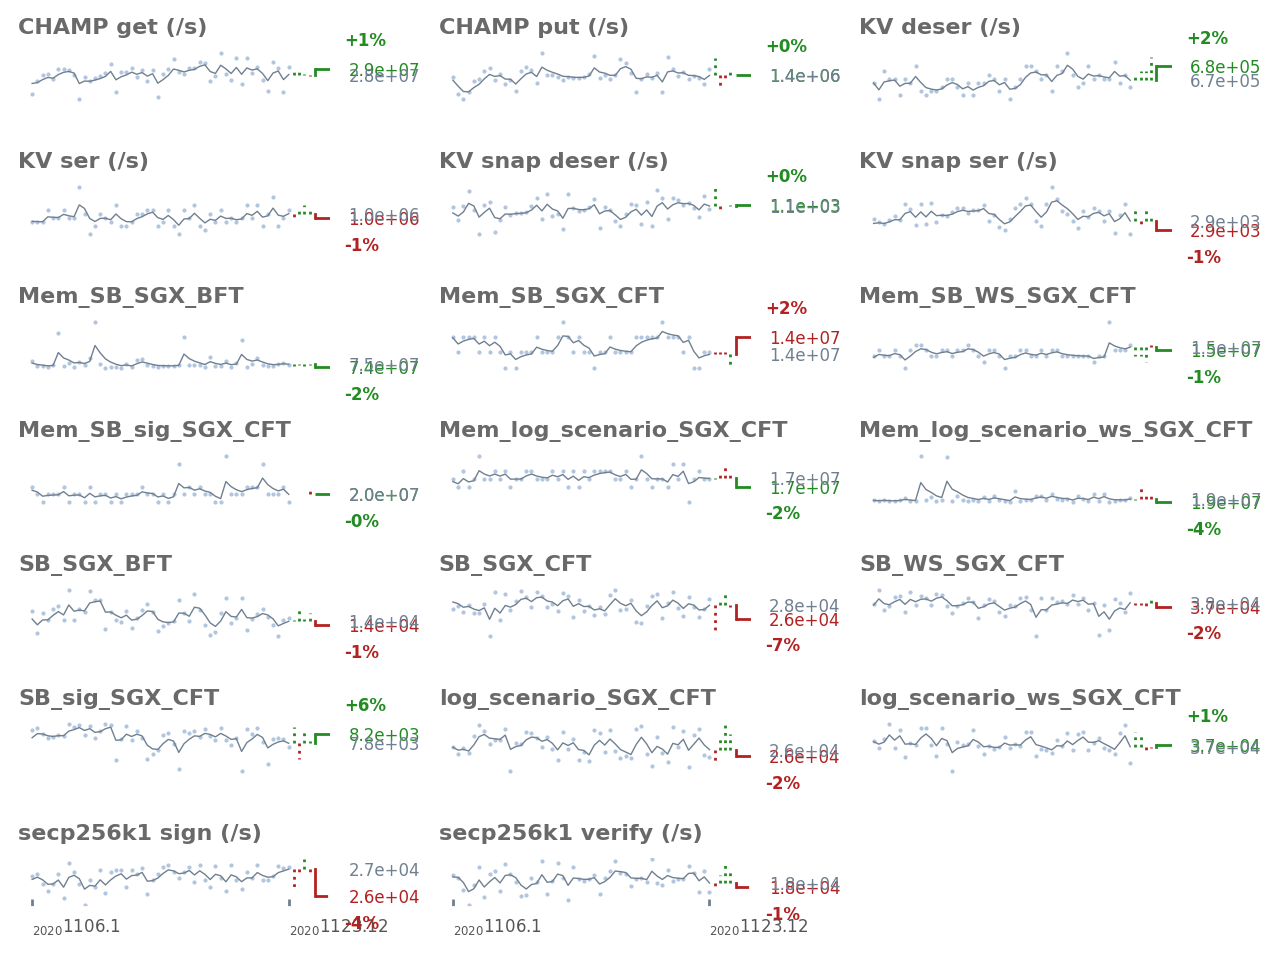 CHAMP get (/s)
+1%
2.9e+07
2.8e+07
CHAMP put (/s)
+0%
1.4e+06
KV deser (/s)
+2%
6.8e+05
6.7e+05
KV ser (/s)
1.0e+06
1.0e+06
-1%
KV snap deser (/s)
+0%
1.1e+03
KV snap ser (/s)
2.9e+03
2.9e+03
-1%
Mem_SB_SGX_BFT
7.5e+07
7.4e+07
-2%
Mem_SB_SGX_CFT
+2%
1.4e+07
1.4e+07
Mem_SB_WS_SGX_CFT
1.5e+07
1.5e+07
-1%
Mem_SB_sig_SGX_CFT
2.0e+07
-0%
Mem_log_scenario_SGX_CFT
1.7e+07
1.7e+07
-2%
Mem_log_scenario_ws_SGX_CFT
1.9e+07
1.9e+07
-4%
SB_SGX_BFT
1.4e+04
1.4e+04
-1%
SB_SGX_CFT
2.8e+04
2.6e+04
-7%
SB_WS_SGX_CFT
3.8e+04
3.7e+04
-2%
SB_sig_SGX_CFT
+6%
8.2e+03
7.8e+03
log_scenario_SGX_CFT
2.6e+04
2.6e+04
-2%
log_scenario_ws_SGX_CFT
+1%
3.7e+04
3.7e+04
secp256k1 sign (/s)
2.7e+04
2.6e+04
-4%
20201106.1
20201123.12
secp256k1 verify (/s)
1.8e+04
1.8e+04
-1%
20201106.1
20201123.12